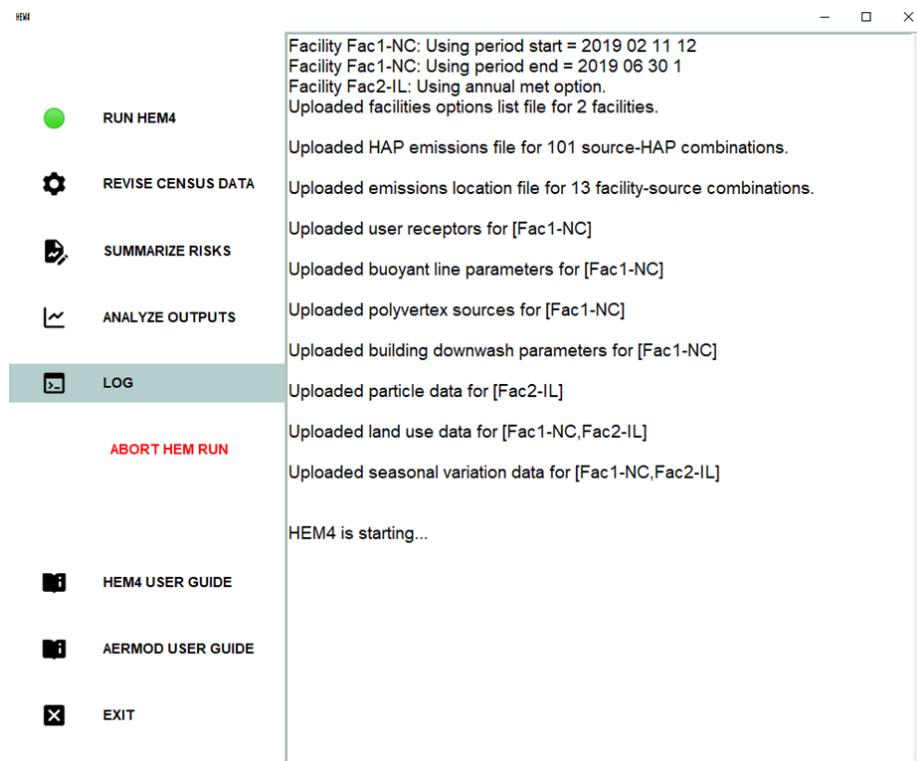 HEM4
Facility Fac1-NC: Using period start = 2019 02 11 12
Facility Fac1-NC: Using period end = 2019 06 30 1
Facility Fac2-IL: Using annual met option.
Uploaded facilities options list file for 2 facilities.
Uploaded HAP emissions file for 101 source-HAP combinations.
Uploaded emissions location file for 13 facility-source combinations.
Uploaded user receptors for [Fac1-NC]
Uploaded buoyant line parameters for [Fac1-NC]
Uploaded polyvertex sources for [Fac1-NC]
Uploaded building downwash parameters for [Fac1-NC]
Uploaded particle data for [Fac2-IL]
Uploaded land use data for [Fac1-NC,Fac2-IL]
Uploaded seasonal variation data for [Fac1-NC,Fac2-IL]
HEM4 is starting...
RUN HEM4
REVISE CENSUS DATA
SUMMARIZE RISKS
ANALYZE OUTPUTS
LOG
ABORT HEM RUN
HEM4 USER GUIDE
AERMOD USER GUIDE
EXIT